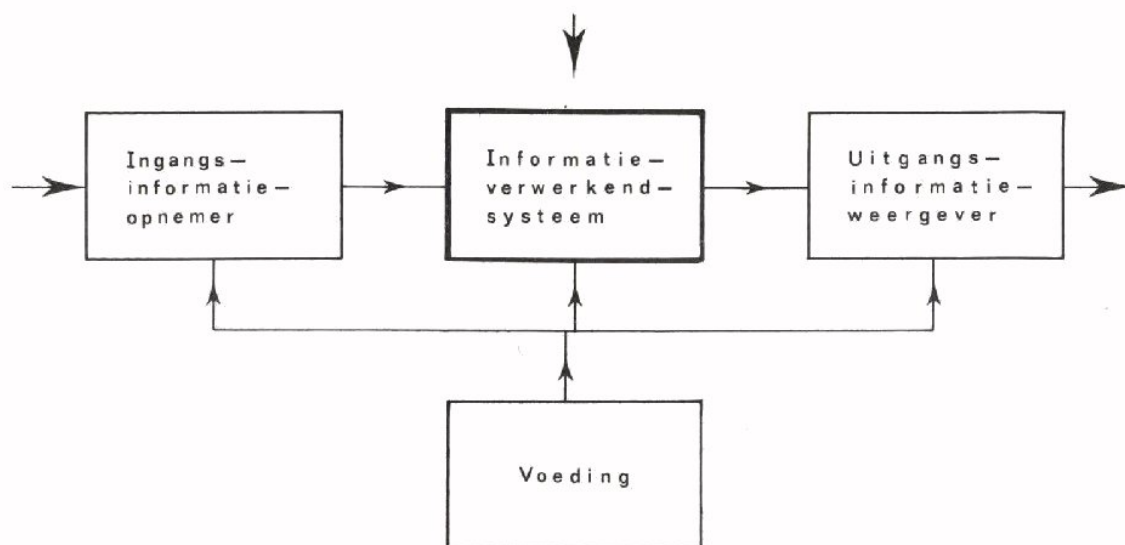 Ingangs—
informatie—
opnemer
Informatie—
verwerkend—
systeem
Uitgangs—
informatie—
weergever
Voeding